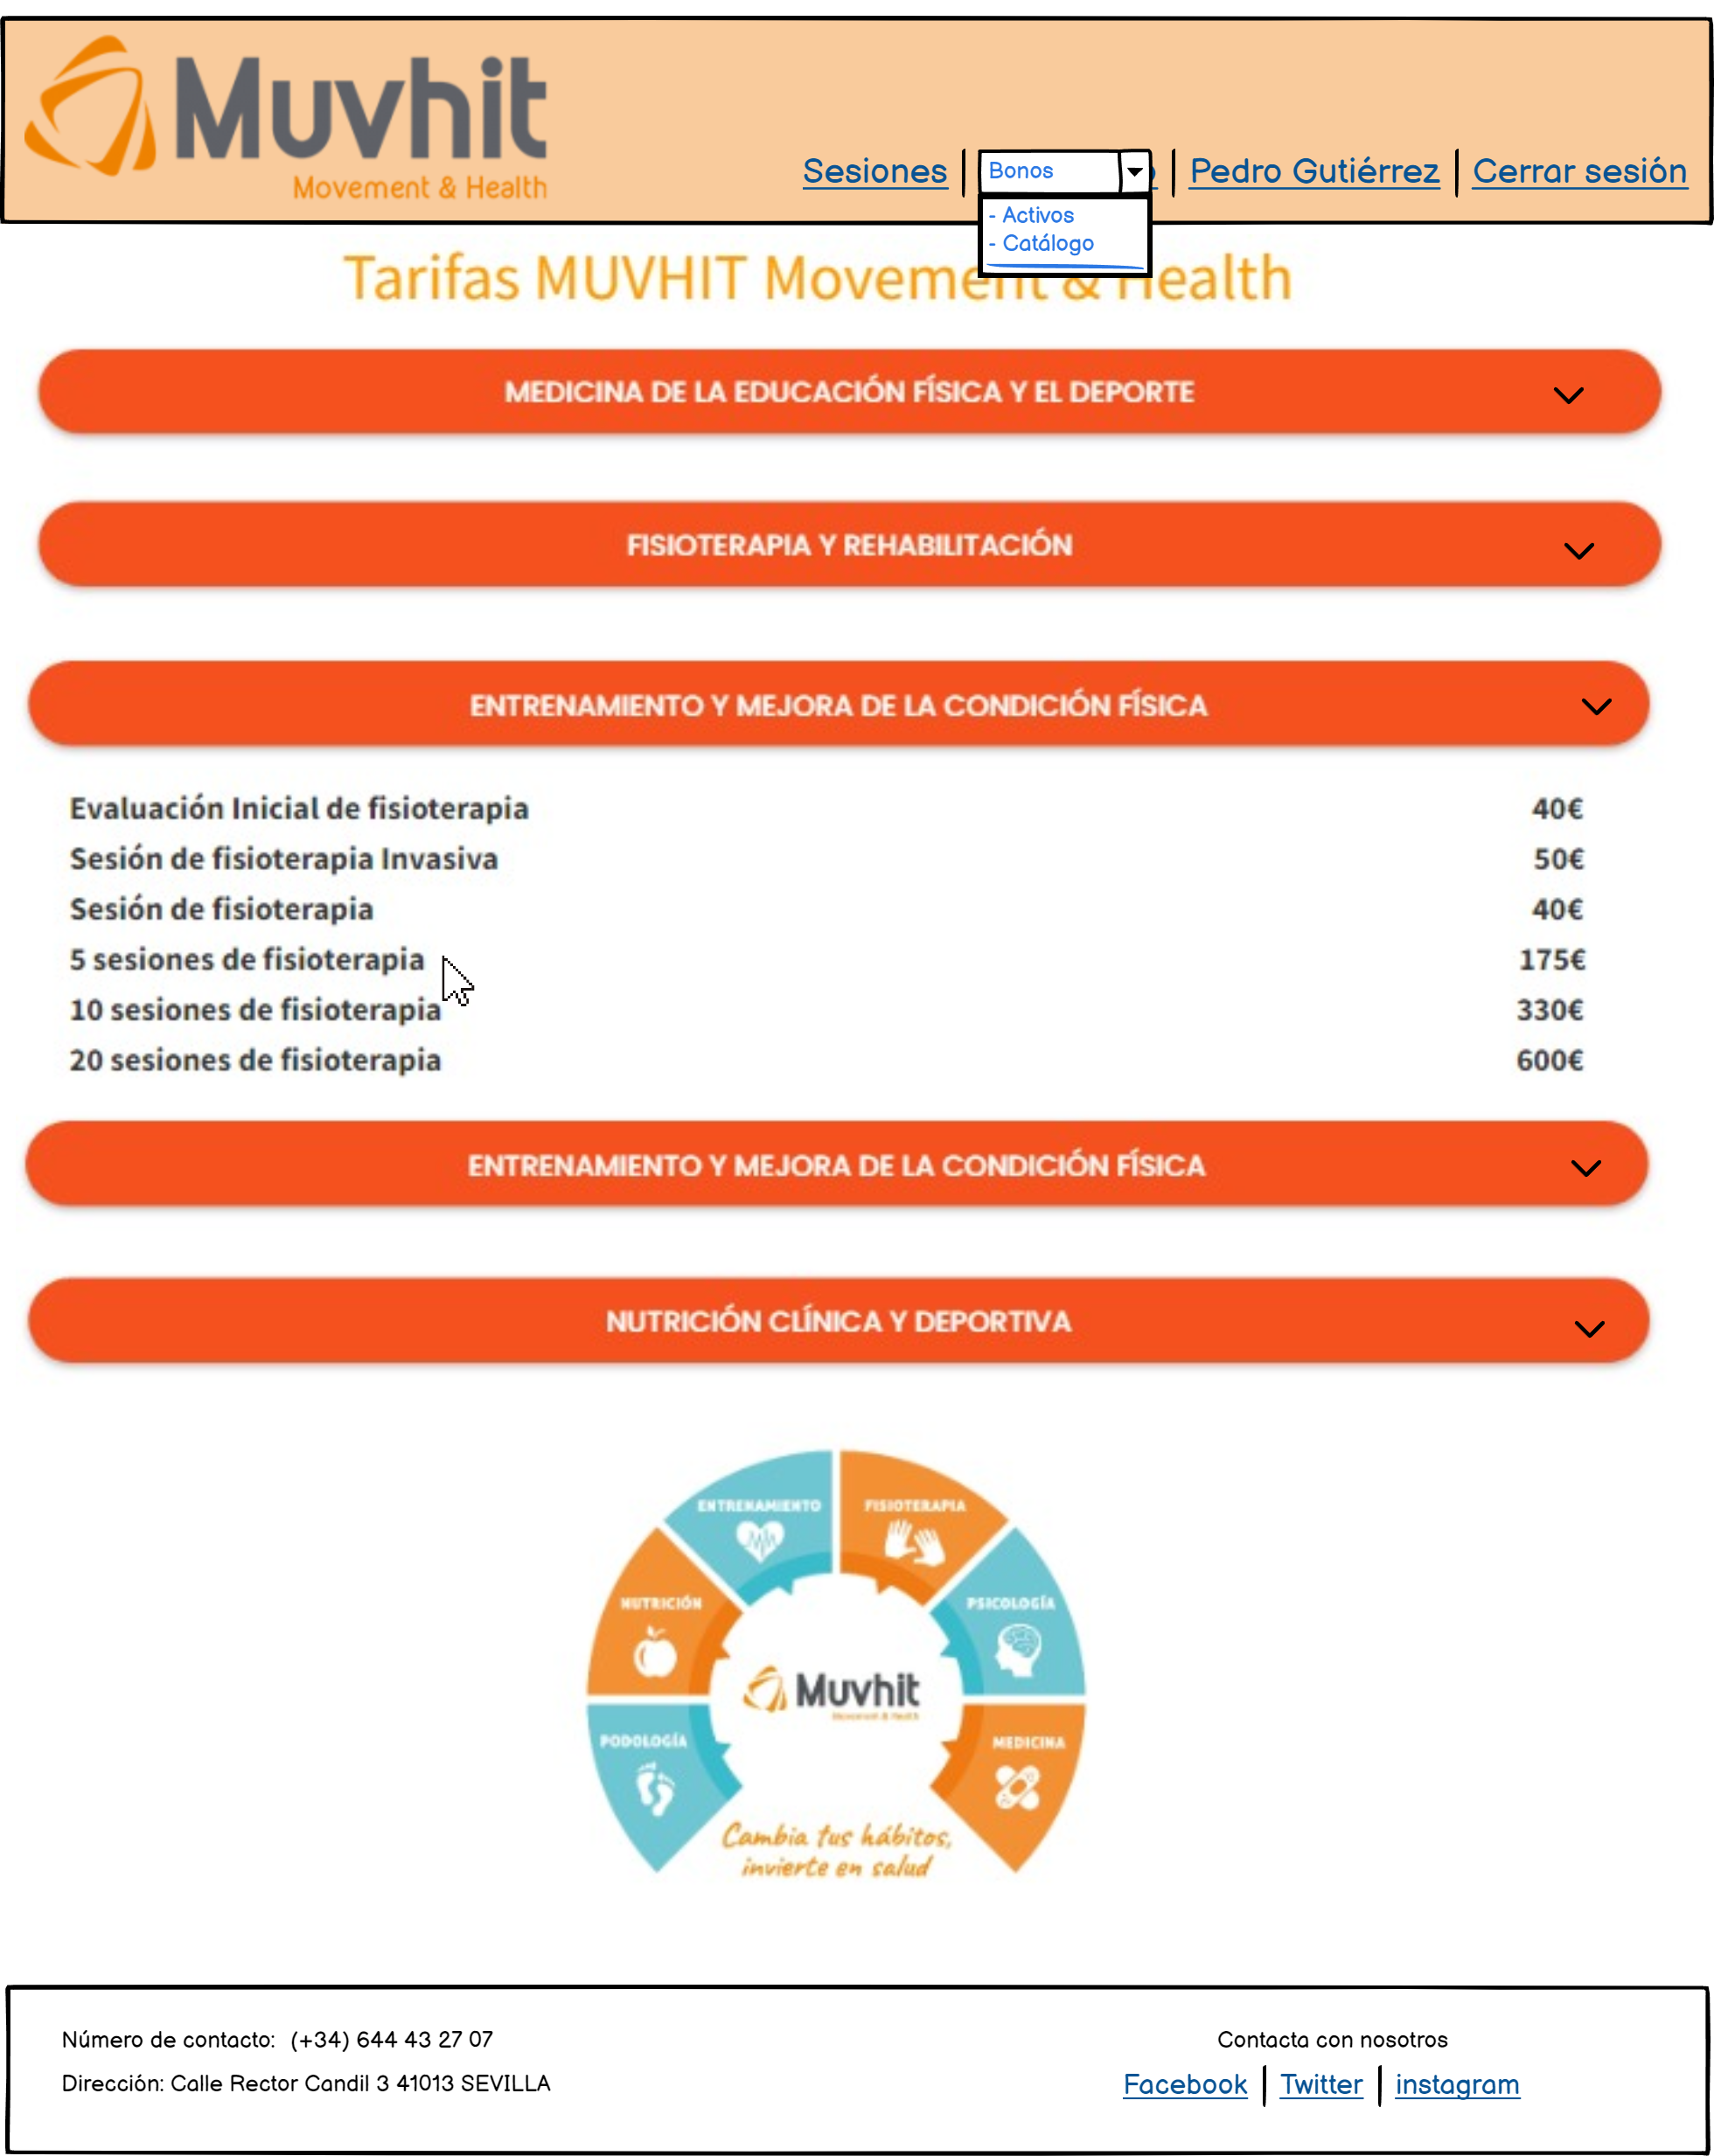 Muvhit
Movement & Health
Sesiones | Bonos | Pedro Gutiérrez | Cerrar sesión
- Activos
- Catálogo
Tarifas MUVHIT Movement & Health
MEDICINA DE LA EDUCACIÓN FÍSICA Y EL DEPORTE
FISIOTERAPIA Y REHABILITACIÓN
ENTRENAMIENTO Y MEJORA DE LA CONDICIÓN FÍSICA
Evaluación Inicial de fisioterapia 40€
Sesión de fisioterapia Invasiva 50€
Sesión de fisioterapia 40€
5 sesiones de fisioterapia 175€
10 sesiones de fisioterapia 330€
20 sesiones de fisioterapia 600€
ENTRENAMIENTO Y MEJORA DE LA CONDICIÓN FÍSICA
NUTRICIÓN CLÍNICA Y DEPORTIVA
ENTRENAMIENTO FISIOTERAPIA
NUTRICIÓN PSICOLOGÍA
Muvhit
Movement & Health
PODOLOGÍA MEDICINA
Cambia tus hábitos,
invierte en salud
Número de contacto: (+34) 644 43 27 07 Contacta con nosotros
Dirección: Calle Rector Candil 3 41013 SEVILLA Facebook | Twitter | instagram